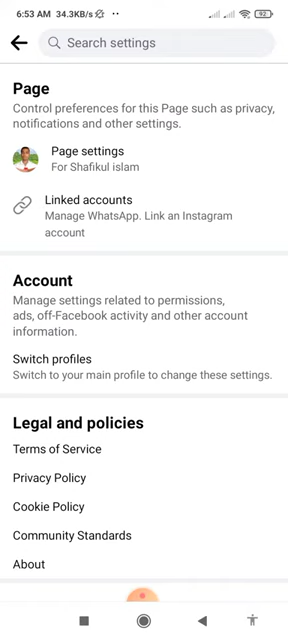 6:53 AM 34.3KB/s
92
Search settings
Page
Control preferences for this Page such as privacy,
notifications and other settings.
Page settings
For Shafikul islam
Linked accounts
Manage WhatsApp. Link an Instagram
account
Account
Manage settings related to permissions,
ads, off-Facebook activity and other account
information.
Switch profiles
Switch to your main profile to change these settings.
Legal and policies
Terms of Service
Privacy Policy
Cookie Policy
Community Standards
About